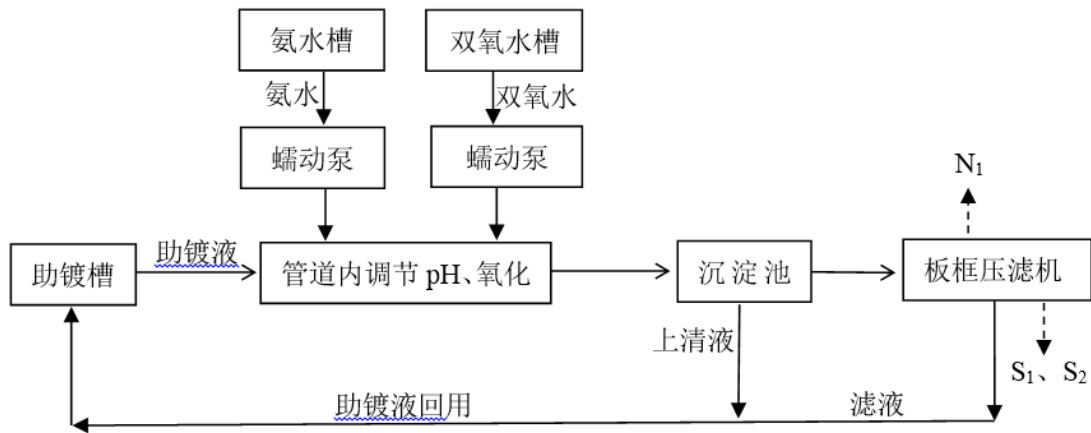 氨水槽
双氧水槽
氨水
双氧水
蠕动泵
蠕动泵
N₁
助镀槽
助镀液
管道内调节 pH、氧化
沉淀池
板框压滤机
上清液
S₁、S₂
助镀液回用
滤液